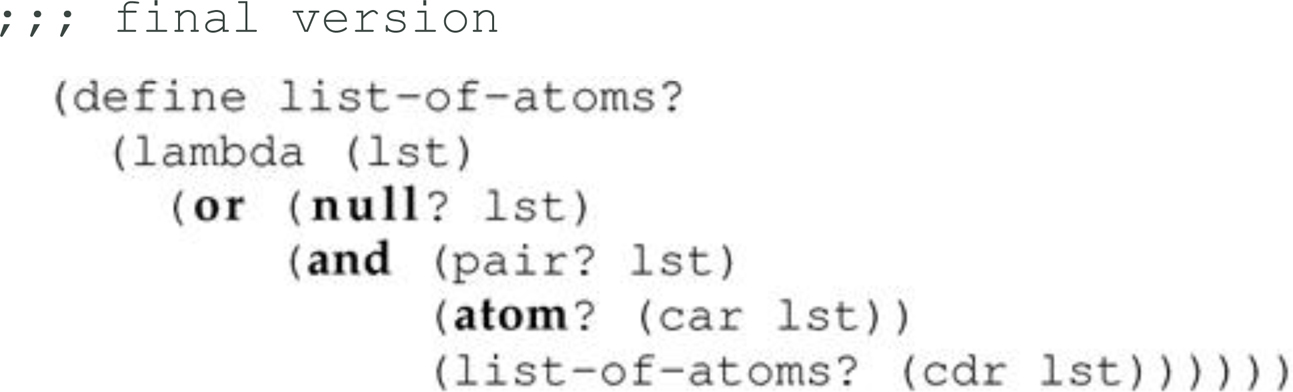 ;;; final version
(define list-of-atoms?
(lambda (lst)
(or (null? lst)
(and (pair? lst)
(atom? (car lst))
(list-of-atoms? (cdr lst))))))